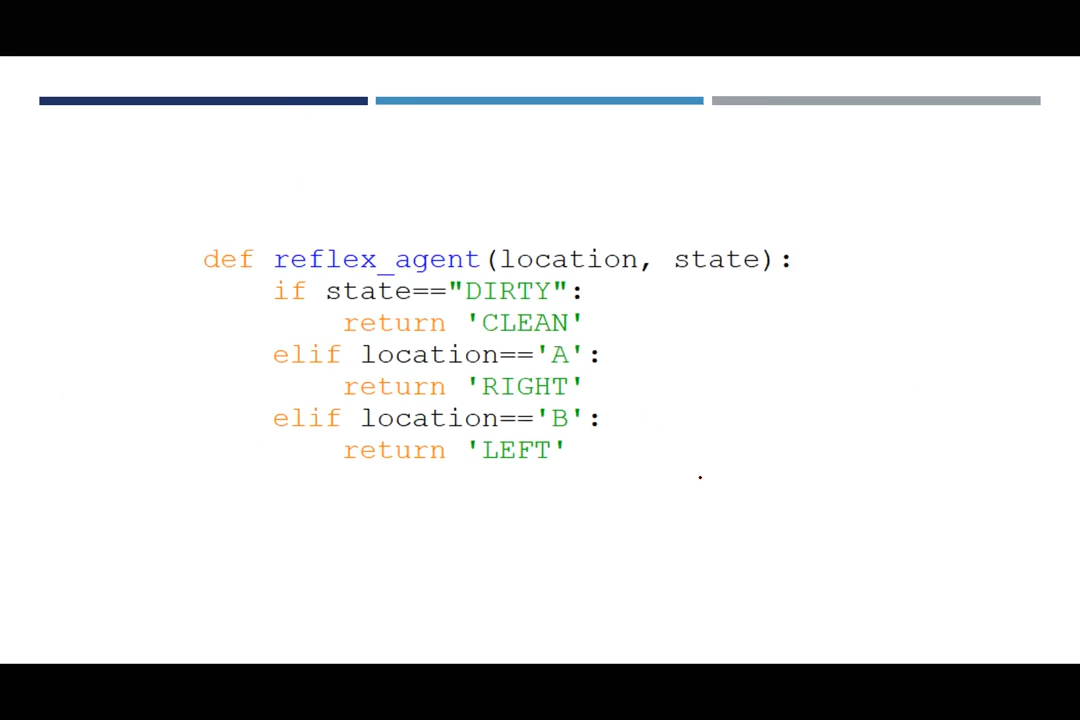 def reflex_agent(location, state):
    if state=="DIRTY":
        return 'CLEAN'
    elif location=='A':
        return 'RIGHT'
    elif location=='B':
        return 'LEFT'